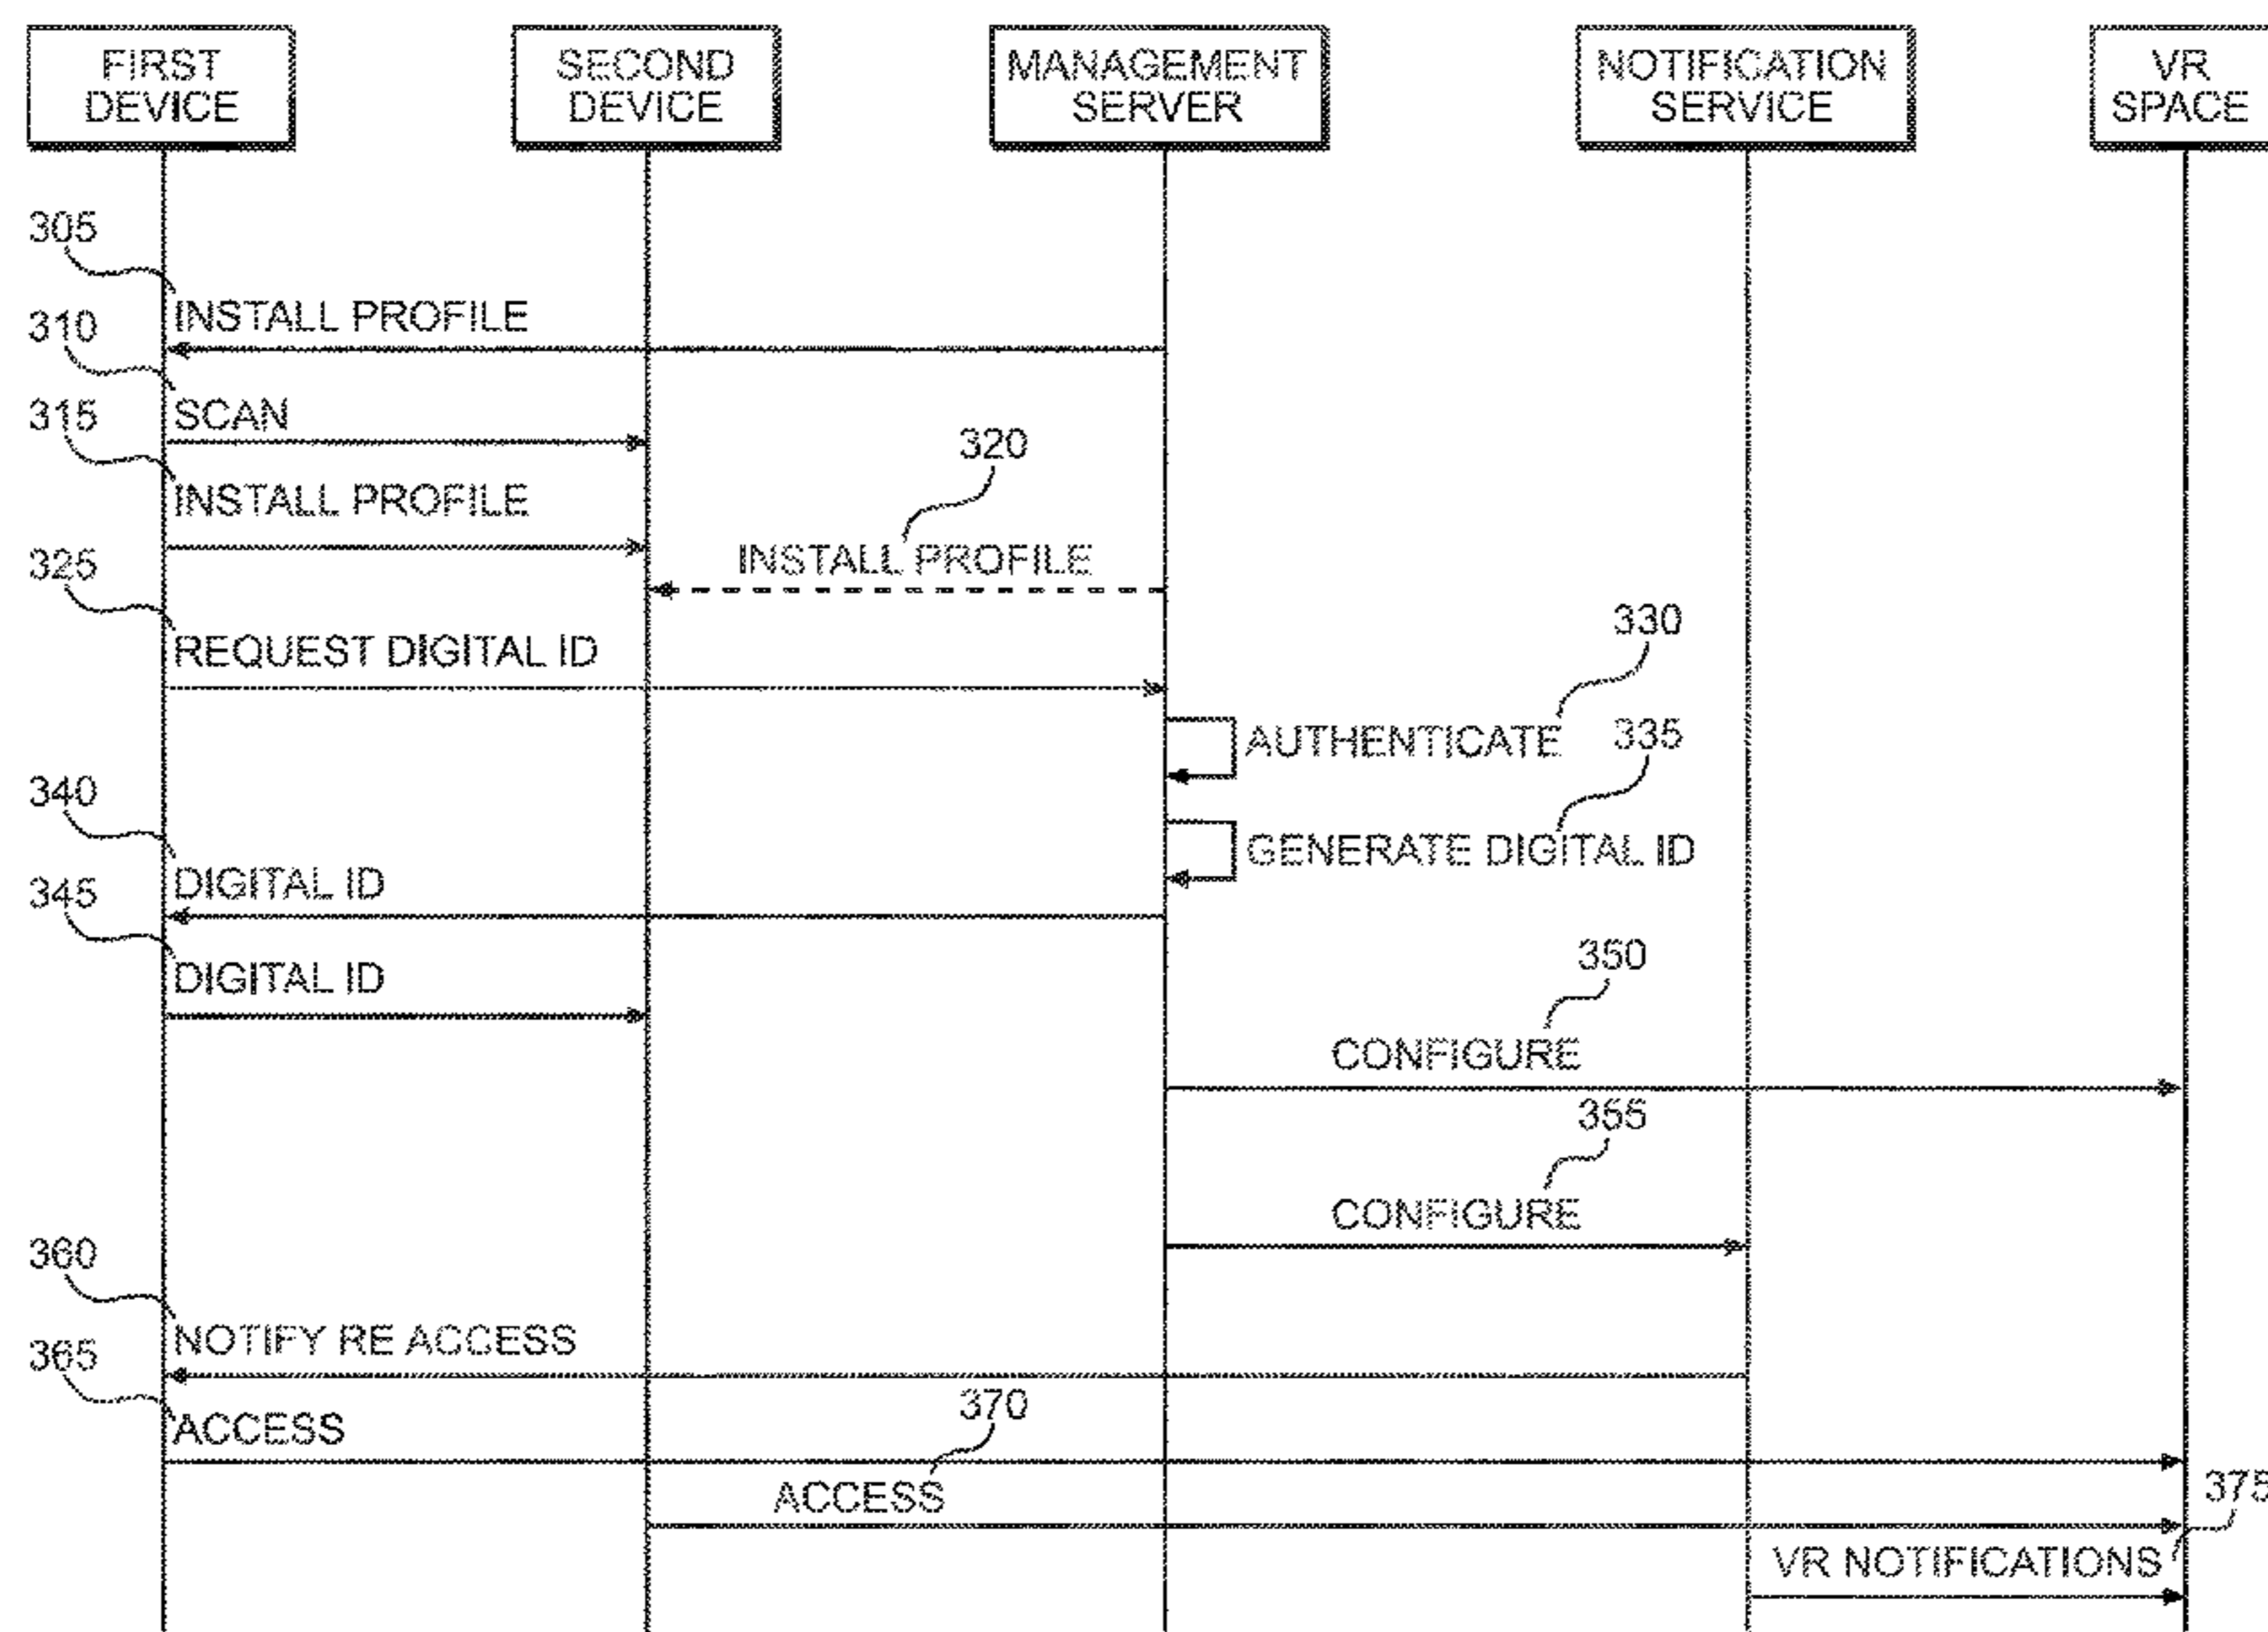 FIRST
DEVICE
SECOND
DEVICE
MANAGEMENT
SERVER
NOTIFICATION
SERVICE
VR
SPACE
305
INSTALL PROFILE
310
SCAN
315
INSTALL PROFILE
320
INSTALL PROFILE
325
REQUEST DIGITAL ID
330
AUTHENTICATE
335
GENERATE DIGITAL ID
340
DIGITAL ID
345
DIGITAL ID
350
CONFIGURE
355
CONFIGURE
360
NOTIFY RE ACCESS
365
ACCESS
370
ACCESS
375
VR NOTIFICATIONS